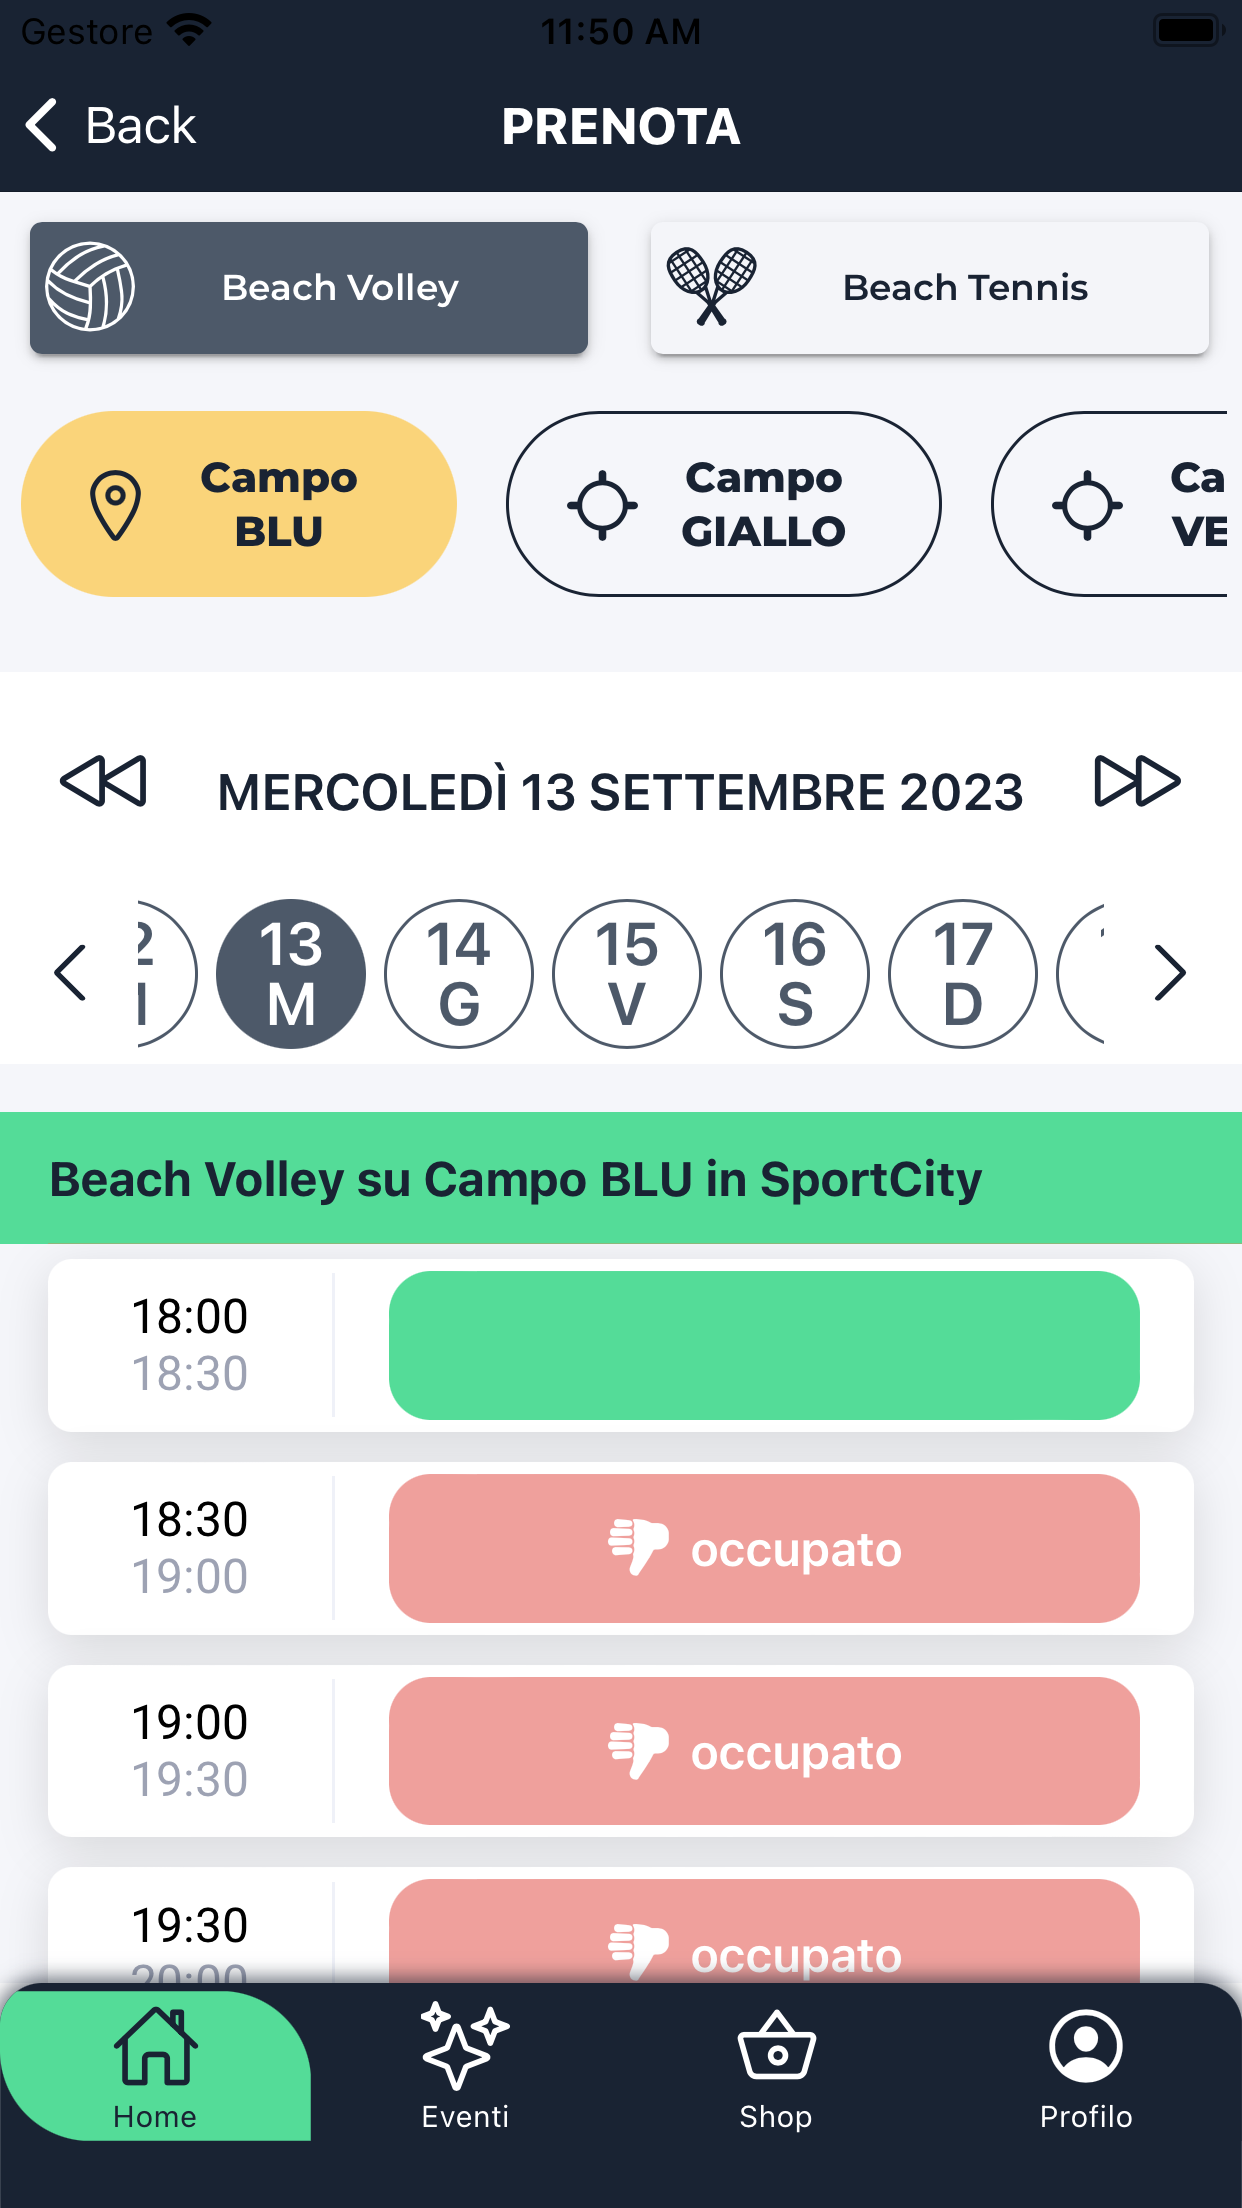 Gestore 11:50 AM
Back PRENOTA
Beach Volley Beach Tennis
Campo
BLU
Campo
GIALLO
Ca
VE
MERCOLEDÌ 13 SETTEMBRE 2023
13 14 15 16 17
M G V S D
Beach Volley su Campo BLU in SportCity
18:00
18:30
18:30
19:00
occupato
19:00
19:30
occupato
19:30
20:00
occupato
Home Eventi Shop Profilo